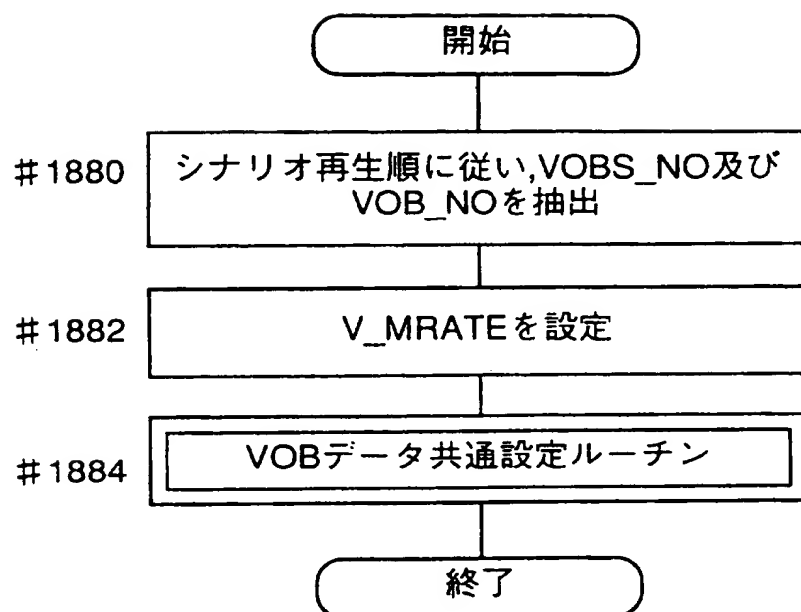 開始
#1880
シナリオ再生順に従い,VOBS_NO及び
VOB_NOを抽出
#1882
V_MRATEを設定
#1884
VOBデータ共通設定ルーチン
終了